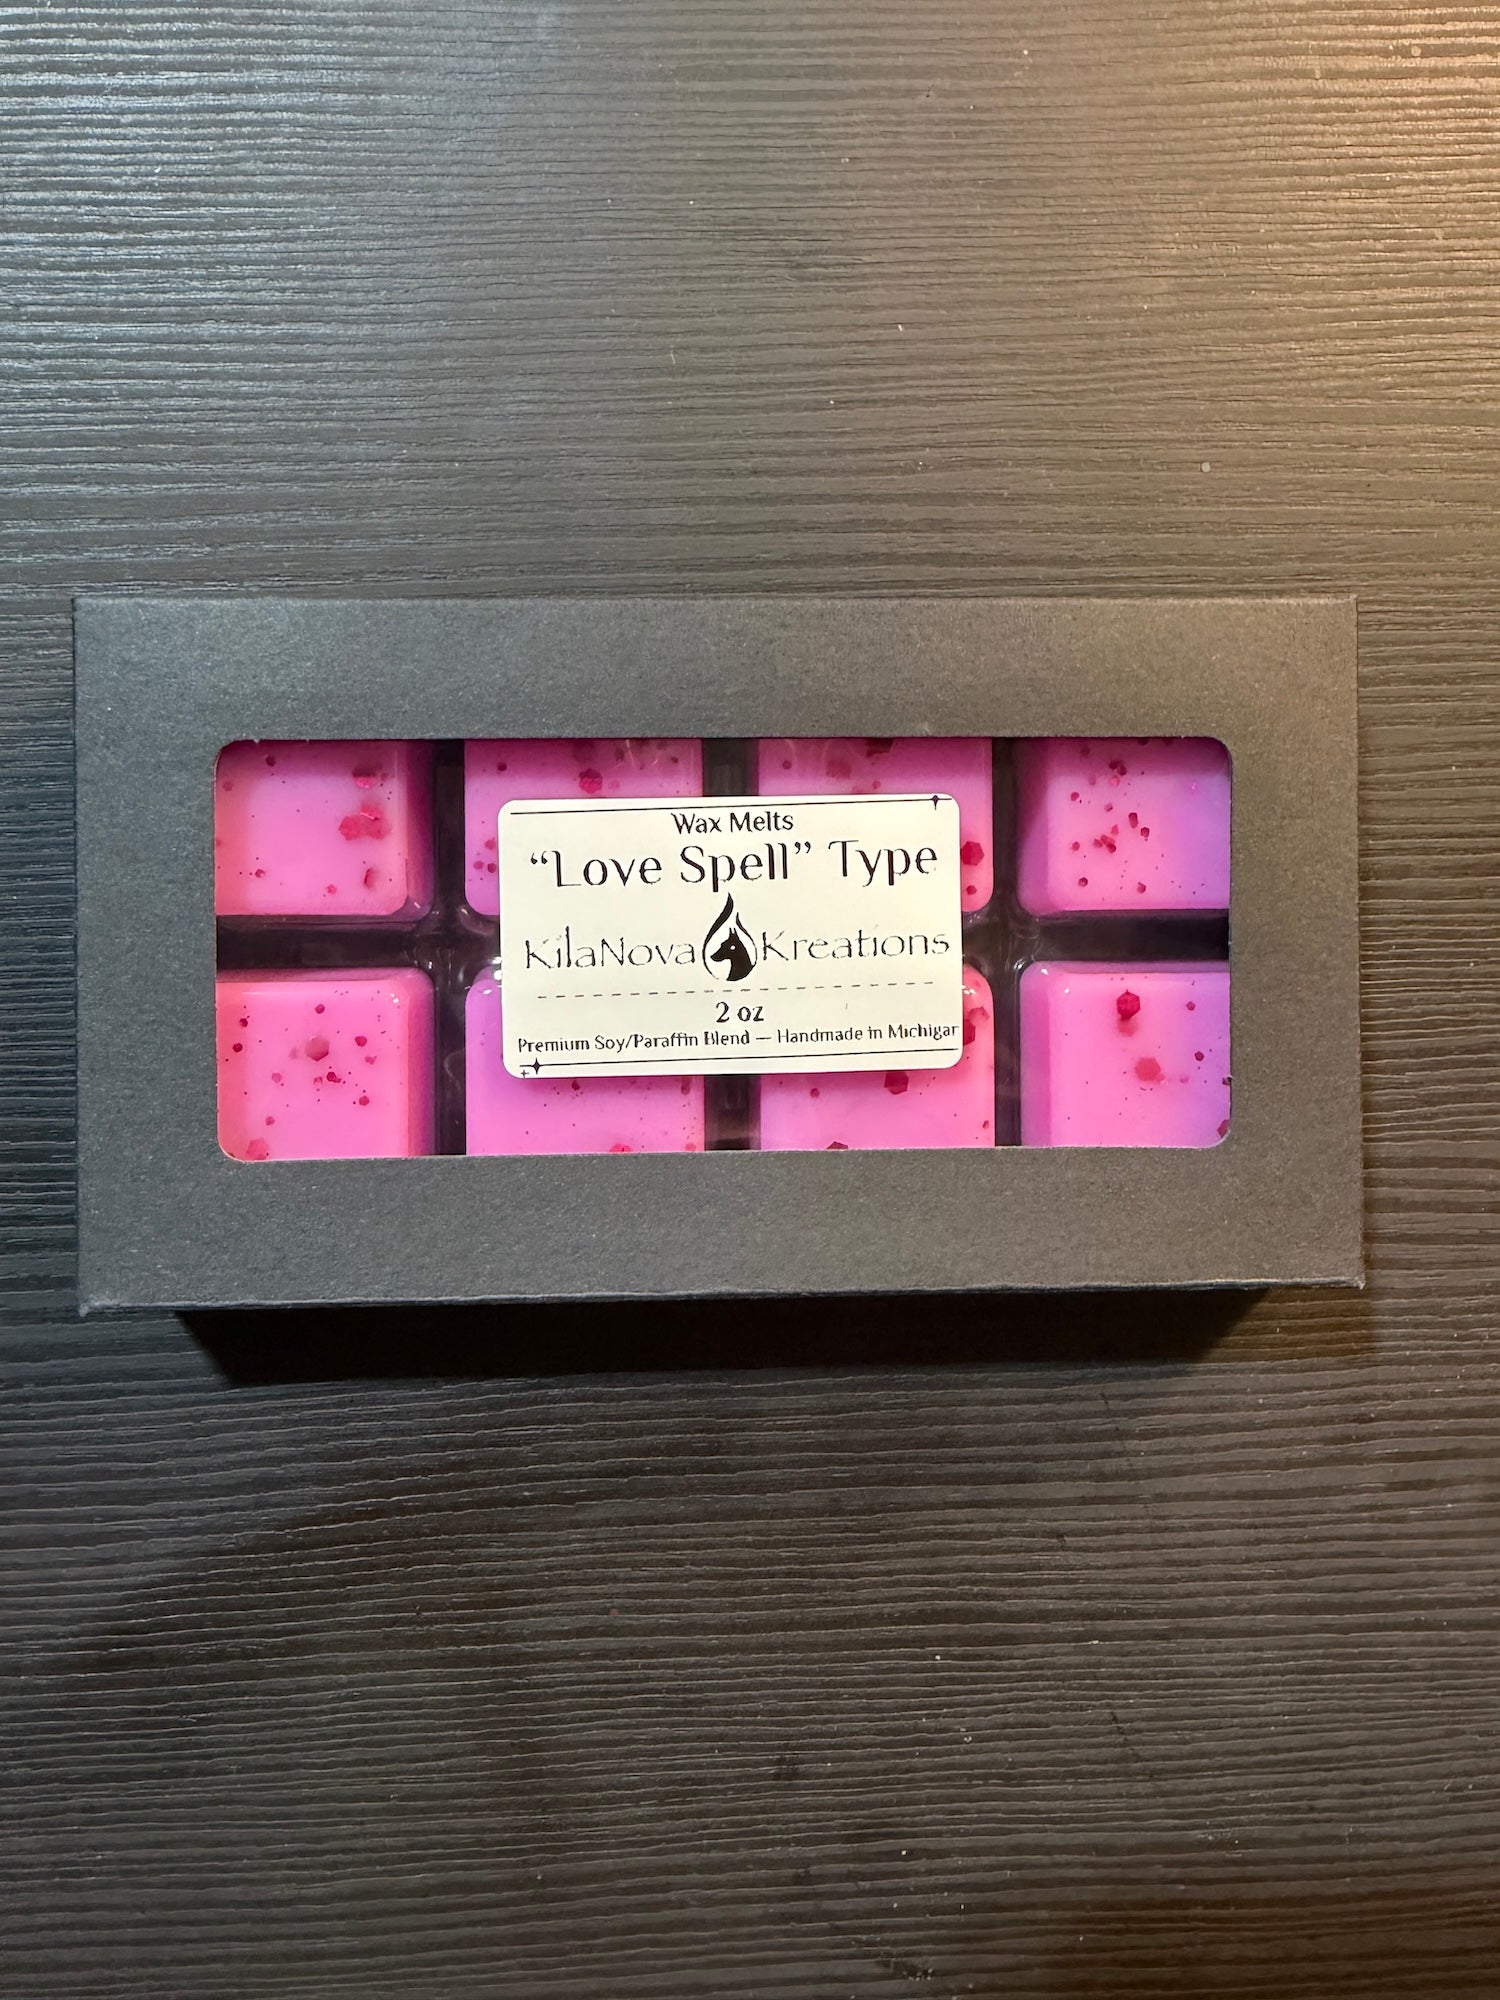 Wax Melts
“Love Spell” Type
KilaNova Kreations
2 oz
Premium Soy/Paraffin Blend — Handmade in Michigan